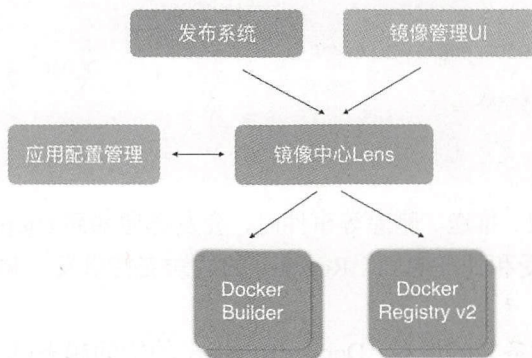 发布系统
镜像管理UI
应用配置管理
镜像中心Lens
Docker
Builder
Docker
Registry v2